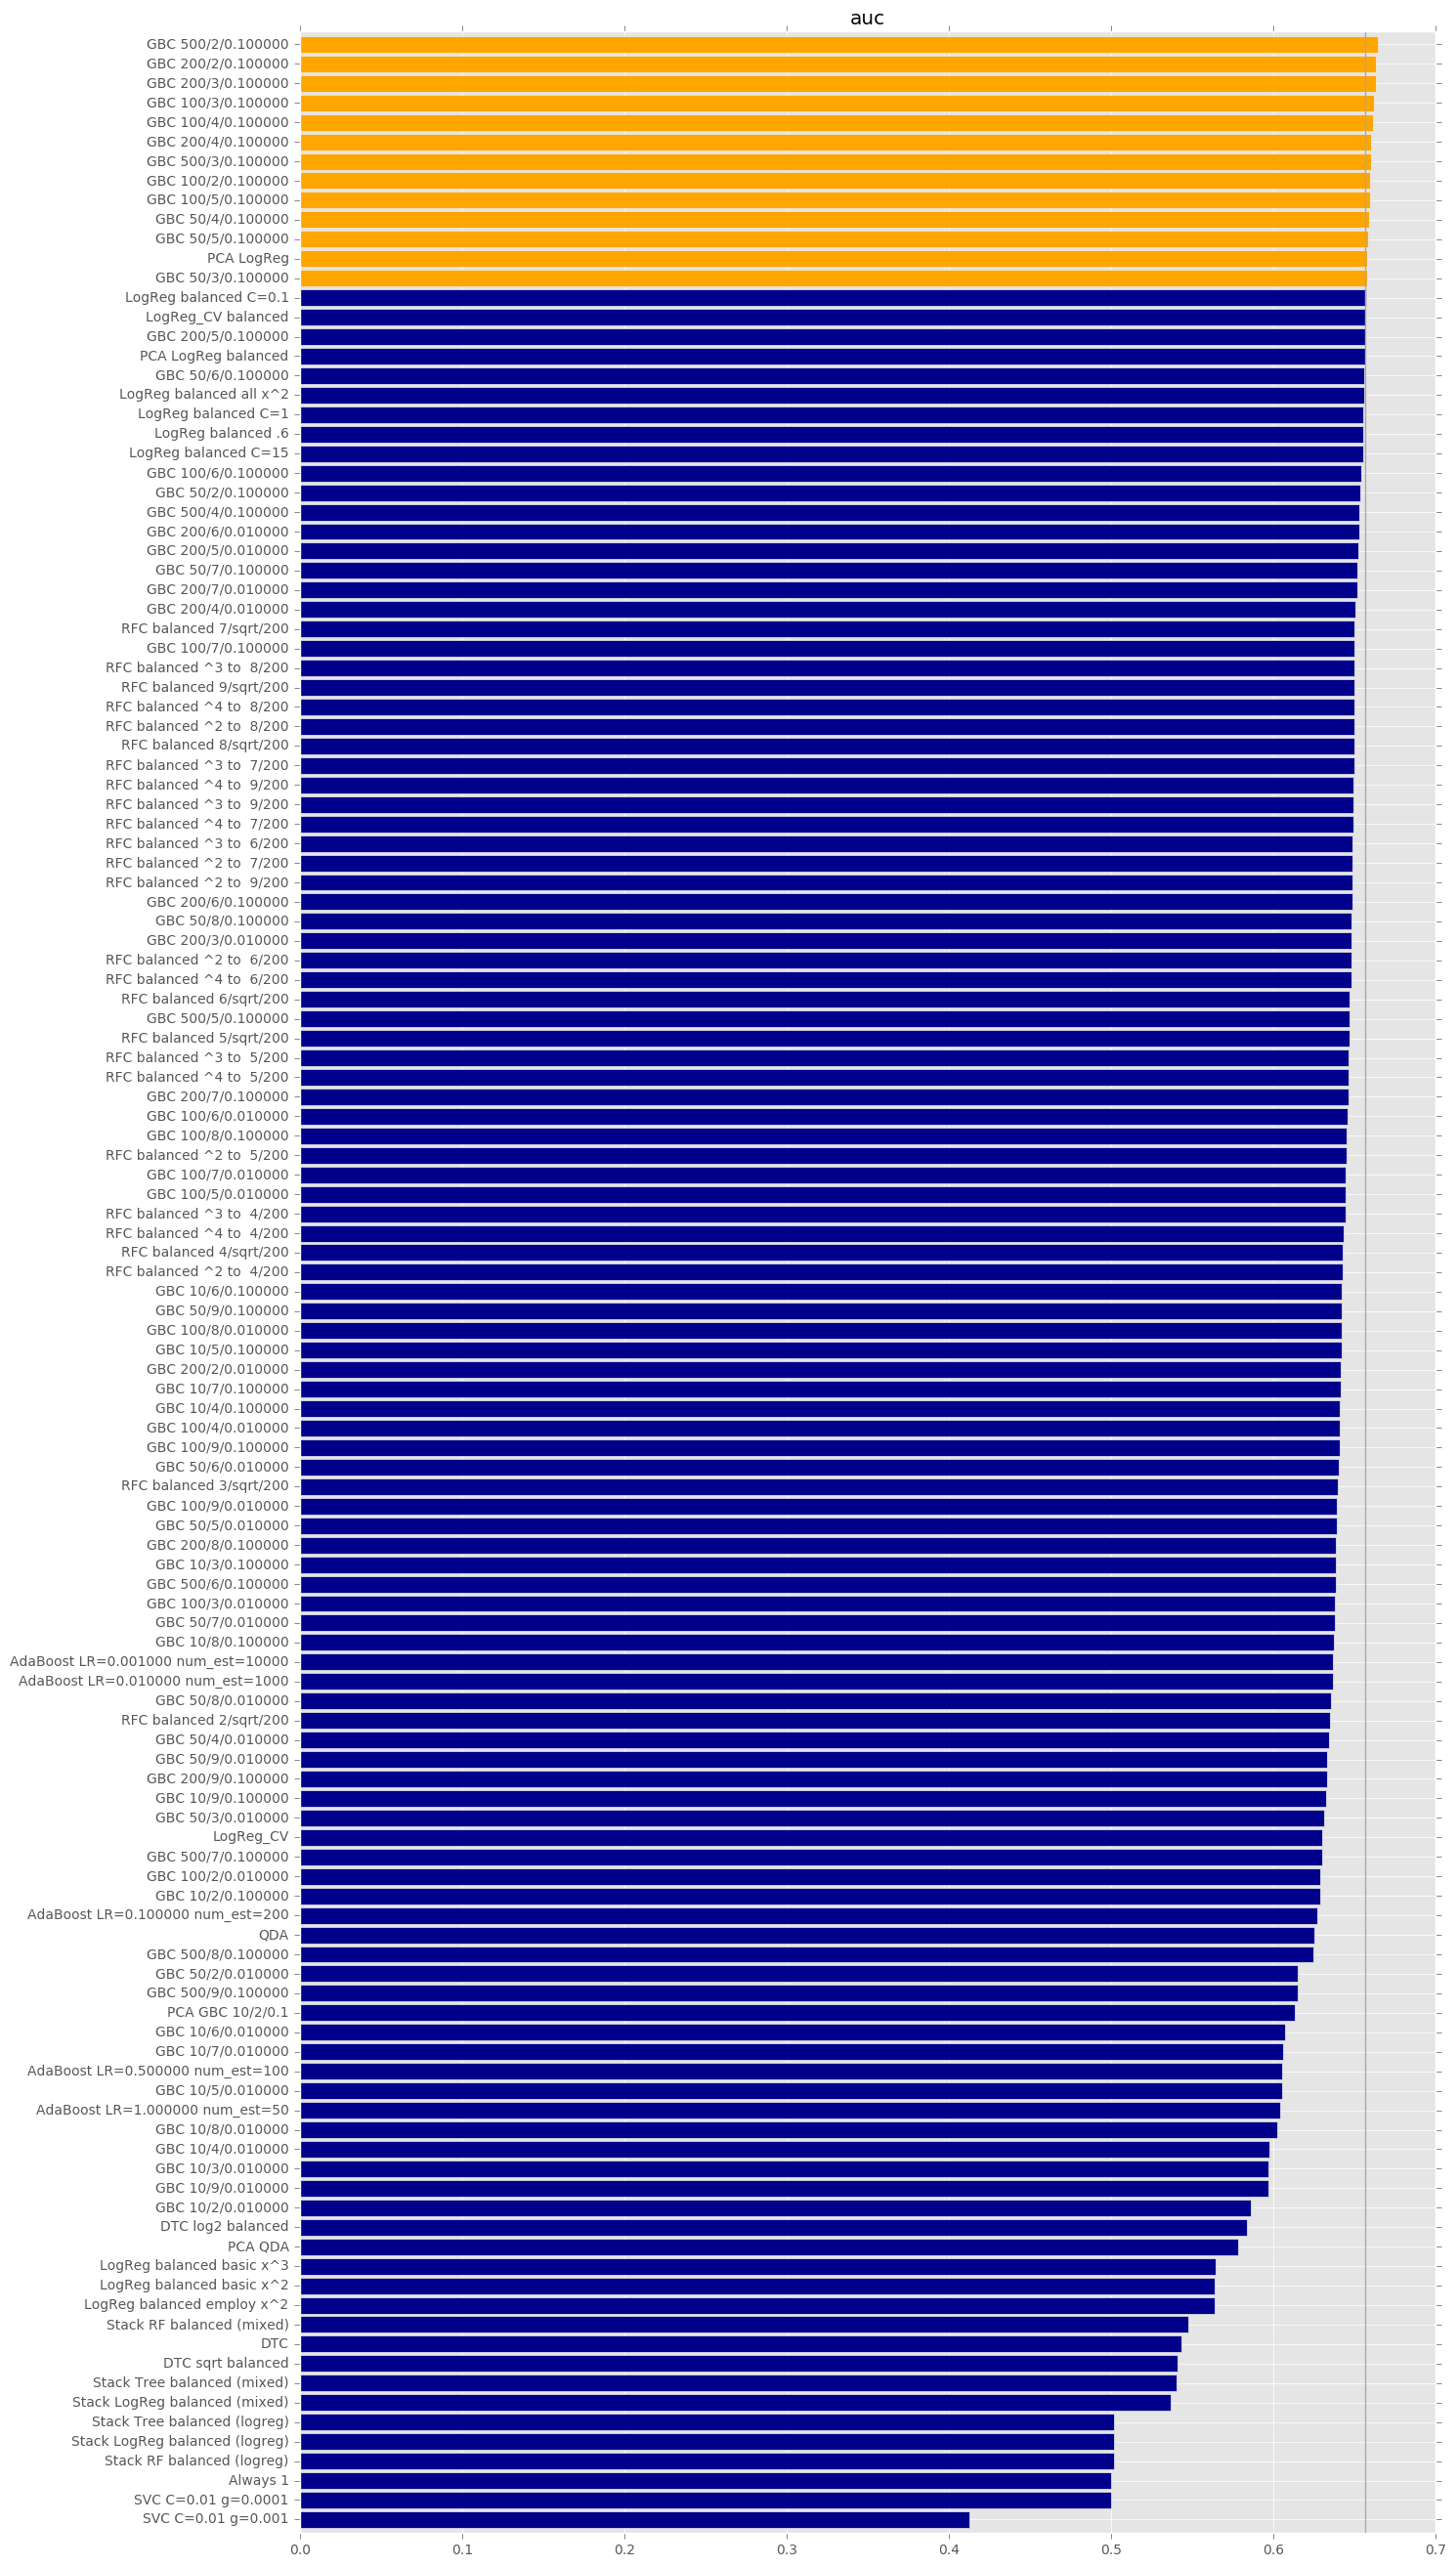 auc
GBC 500/2/0.100000
GBC 200/2/0.100000
GBC 200/3/0.100000
GBC 100/3/0.100000
GBC 100/4/0.100000
GBC 200/4/0.100000
GBC 500/3/0.100000
GBC 100/2/0.100000
GBC 100/5/0.100000
GBC 50/4/0.100000
GBC 50/5/0.100000
PCA LogReg
GBC 50/3/0.100000
LogReg balanced C=0.1
LogReg_CV balanced
GBC 200/5/0.100000
PCA LogReg balanced
GBC 50/6/0.100000
LogReg balanced all x^2
LogReg balanced C=1
LogReg balanced .6
LogReg balanced C=15
GBC 100/6/0.100000
GBC 50/2/0.100000
GBC 500/4/0.100000
GBC 200/6/0.010000
GBC 200/5/0.010000
GBC 50/7/0.100000
GBC 200/7/0.010000
GBC 200/4/0.010000
RFC balanced 7/sqrt/200
GBC 100/7/0.100000
RFC balanced ^3 to  8/200
RFC balanced 9/sqrt/200
RFC balanced ^4 to  8/200
RFC balanced ^2 to  8/200
RFC balanced 8/sqrt/200
RFC balanced ^3 to  7/200
RFC balanced ^4 to  9/200
RFC balanced ^3 to  9/200
RFC balanced ^4 to  7/200
RFC balanced ^3 to  6/200
RFC balanced ^2 to  7/200
RFC balanced ^2 to  9/200
GBC 200/6/0.100000
GBC 50/8/0.100000
GBC 200/3/0.010000
RFC balanced ^2 to  6/200
RFC balanced ^4 to  6/200
RFC balanced 6/sqrt/200
GBC 500/5/0.100000
RFC balanced 5/sqrt/200
RFC balanced ^3 to  5/200
RFC balanced ^4 to  5/200
GBC 200/7/0.100000
GBC 100/6/0.010000
GBC 100/8/0.100000
RFC balanced ^2 to  5/200
GBC 100/7/0.010000
GBC 100/5/0.010000
RFC balanced ^3 to  4/200
RFC balanced ^4 to  4/200
RFC balanced 4/sqrt/200
RFC balanced ^2 to  4/200
GBC 10/6/0.100000
GBC 50/9/0.100000
GBC 100/8/0.010000
GBC 10/5/0.100000
GBC 200/2/0.010000
GBC 10/7/0.100000
GBC 10/4/0.100000
GBC 100/4/0.010000
GBC 100/9/0.100000
GBC 50/6/0.010000
RFC balanced 3/sqrt/200
GBC 100/9/0.010000
GBC 50/5/0.010000
GBC 200/8/0.100000
GBC 10/3/0.100000
GBC 500/6/0.100000
GBC 100/3/0.010000
GBC 50/7/0.010000
GBC 10/8/0.100000
AdaBoost LR=0.001000 num_est=10000
AdaBoost LR=0.010000 num_est=1000
GBC 50/8/0.010000
RFC balanced 2/sqrt/200
GBC 50/4/0.010000
GBC 50/9/0.010000
GBC 200/9/0.100000
GBC 10/9/0.100000
GBC 50/3/0.010000
LogReg_CV
GBC 500/7/0.100000
GBC 100/2/0.010000
GBC 10/2/0.100000
AdaBoost LR=0.100000 num_est=200
QDA
GBC 500/8/0.100000
GBC 50/2/0.010000
GBC 500/9/0.100000
PCA GBC 10/2/0.1
GBC 10/6/0.010000
GBC 10/7/0.010000
AdaBoost LR=0.500000 num_est=100
GBC 10/5/0.010000
AdaBoost LR=1.000000 num_est=50
GBC 10/8/0.010000
GBC 10/4/0.010000
GBC 10/3/0.010000
GBC 10/9/0.010000
GBC 10/2/0.010000
DTC log2 balanced
PCA QDA
LogReg balanced basic x^3
LogReg balanced basic x^2
LogReg balanced employ x^2
Stack RF balanced (mixed)
DTC
DTC sqrt balanced
Stack Tree balanced (mixed)
Stack LogReg balanced (mixed)
Stack Tree balanced (logreg)
Stack LogReg balanced (logreg)
Stack RF balanced (logreg)
Always 1
SVC C=0.01 g=0.0001
SVC C=0.01 g=0.001
0.0 0.1 0.2 0.3 0.4 0.5 0.6 0.7